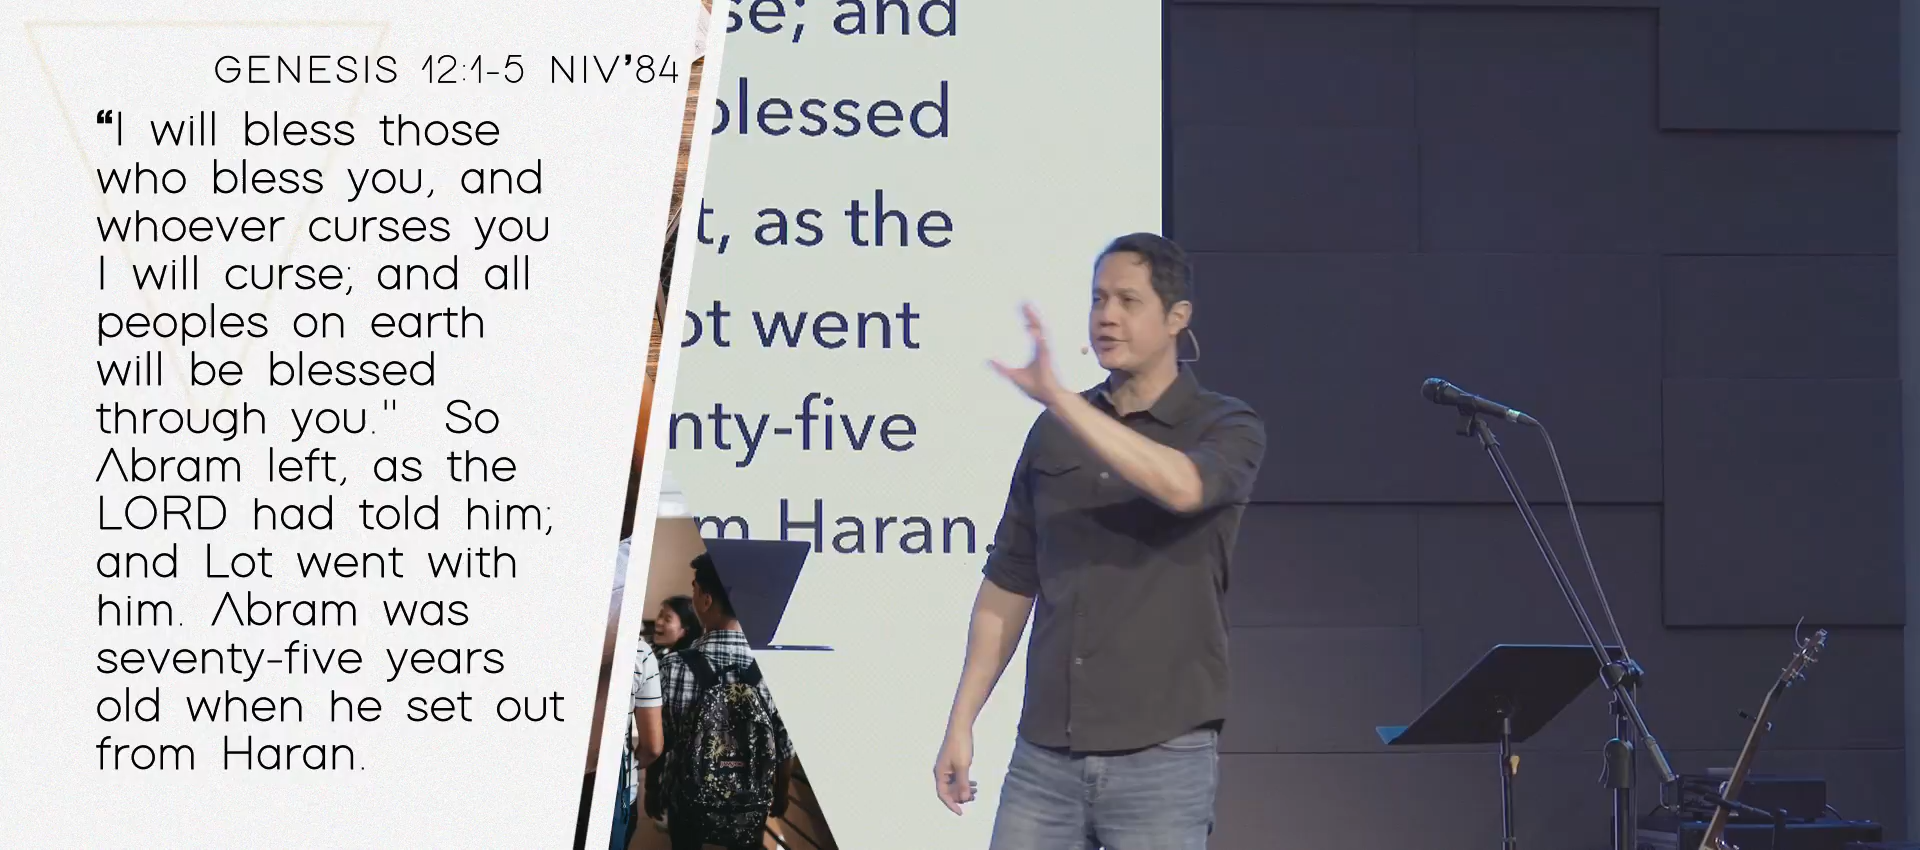 GENESIS 12:1-5 NIV’84
“I will bless those
who bless you, and
whoever curses you
I will curse; and all
peoples on earth
will be blessed
through you." So
Abram left, as the
LORD had told him;
and Lot went with
him. Abram was
seventy-five years
old when he set out
from Haran.
se; and
blessed
t, as the
ot went
nty-five
m Haran.